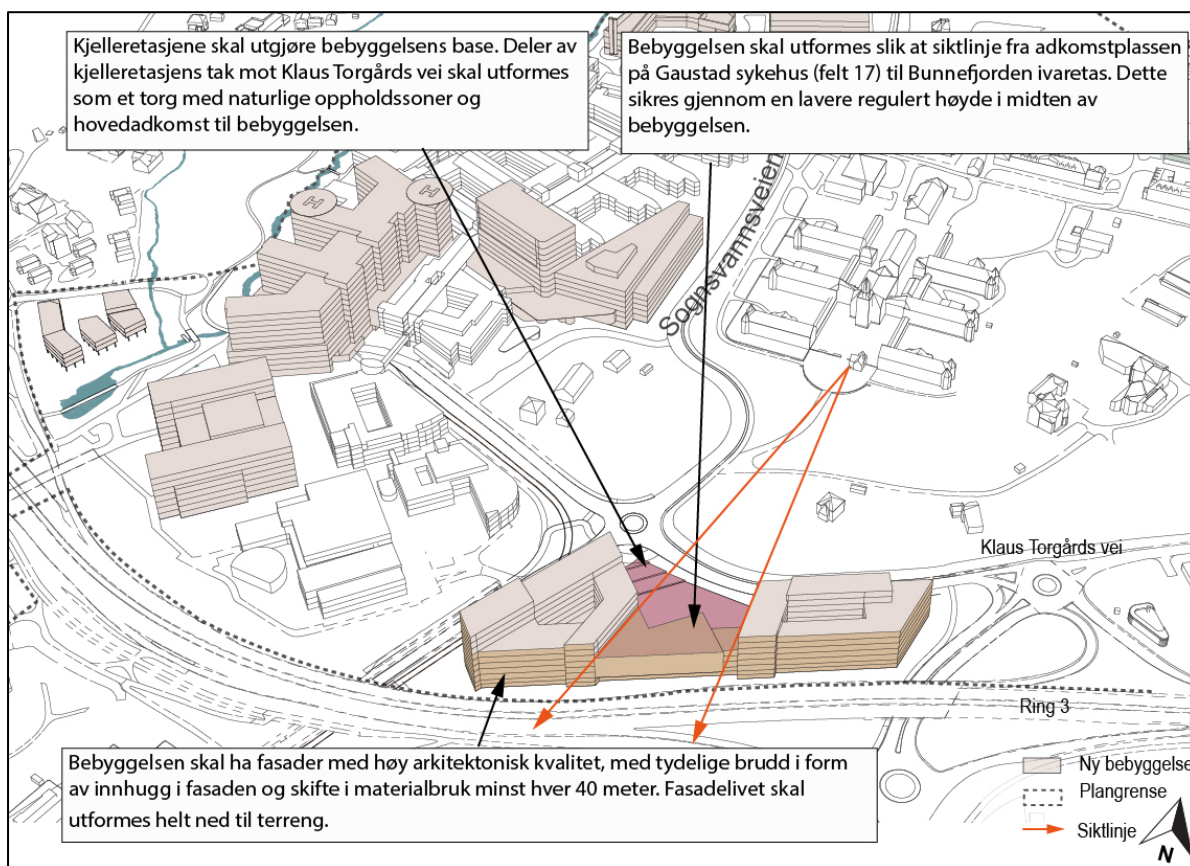 Kjelleretasjene skal utgjøre bebyggelsens base. Deler av
kjelleretasjens tak mot Klaus Torgårds vei skal utformes
som et torg med naturlige oppholdssoner og
hovedadkomst til bebyggelsen.
Bebyggelsen skal utformes slik at siktlinje fra adkomstplassen
på Gaustad sykehus (felt 17) til Bunnefjorden ivaretas. Dette
sikres gjennom en lavere regulert høyde i midten av
bebyggelsen.
H
H
Sognsvannsveien
Klaus Torgårds vei
Ring 3
Bebyggelsen skal ha fasader med høy arkitektonisk kvalitet, med tydelige brudd i form
av innhugg i fasaden og skifte i materialbruk minst hver 40 meter. Fasadelivet skal
utformes helt ned til terreng.
Ny bebyggelse
Plangrense
Siktlinje
N